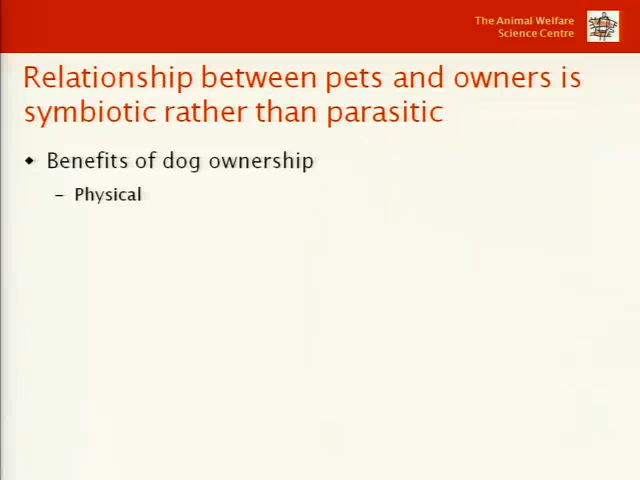 The Animal Welfare
Science Centre
Relationship between pets and owners is
symbiotic rather than parasitic
◆ Benefits of dog ownership
– Physical